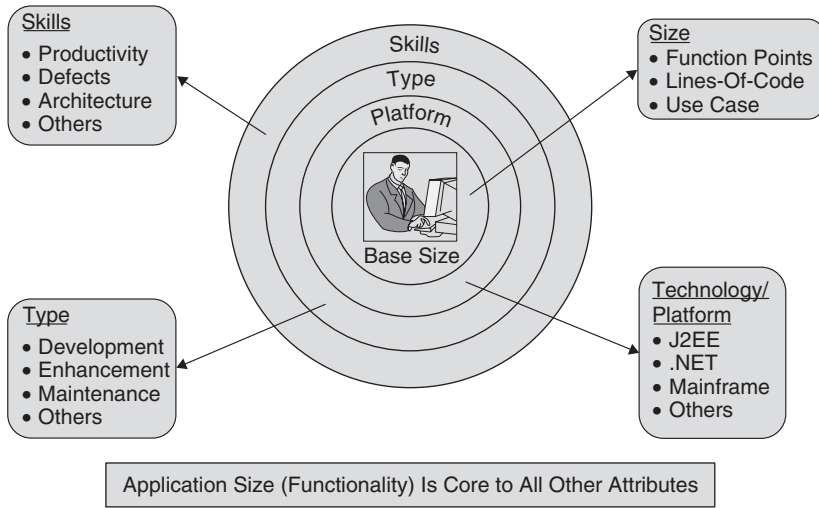 Skills
• Productivity
• Defects
• Architecture
• Others
Skills
Type
Platform
Base Size
Size
• Function Points
• Lines-Of-Code
• Use Case
Type
• Development
• Enhancement
• Maintenance
• Others
Technology/
Platform
• J2EE
• .NET
• Mainframe
• Others
Application Size (Functionality) Is Core to All Other Attributes